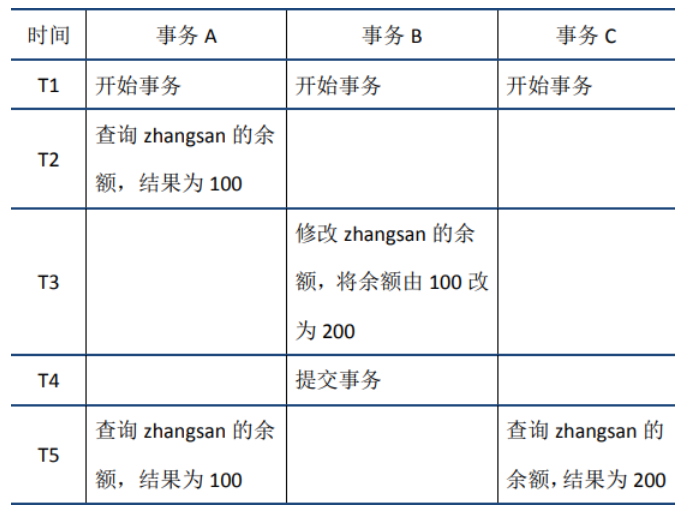 时间 事务 A 事务 B 事务 C
T1 开始事务 开始事务 开始事务
T2
查询 zhangsan 的余
额，结果为 100
T3
修改 zhangsan 的余
额，将余额由 100 改
为 200
T4 提交事务
T5
查询 zhangsan 的余
额，结果为 100
查询 zhangsan 的
余额，结果为 200